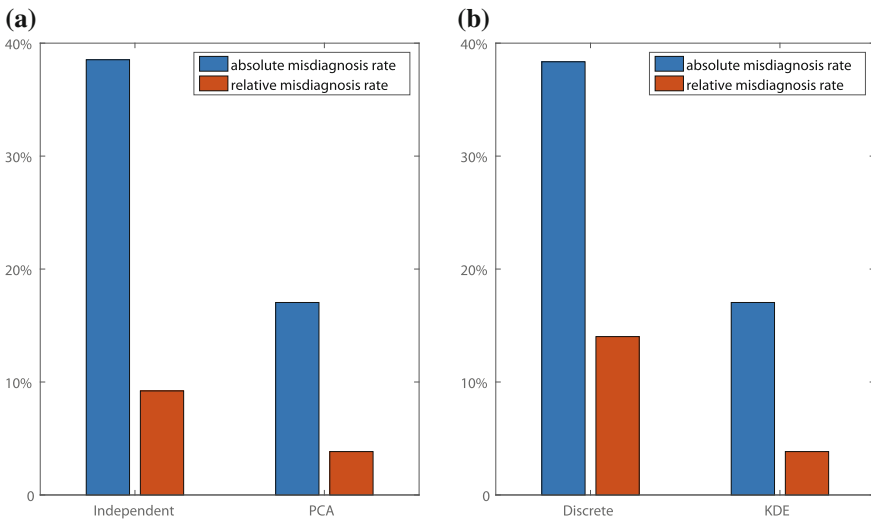 (a)
40%
30%
20%
10%
0
absolute misdiagnosis rate
relative misdiagnosis rate
Independent
PCA
(b)
40%
30%
20%
10%
0
absolute misdiagnosis rate
relative misdiagnosis rate
Discrete
KDE